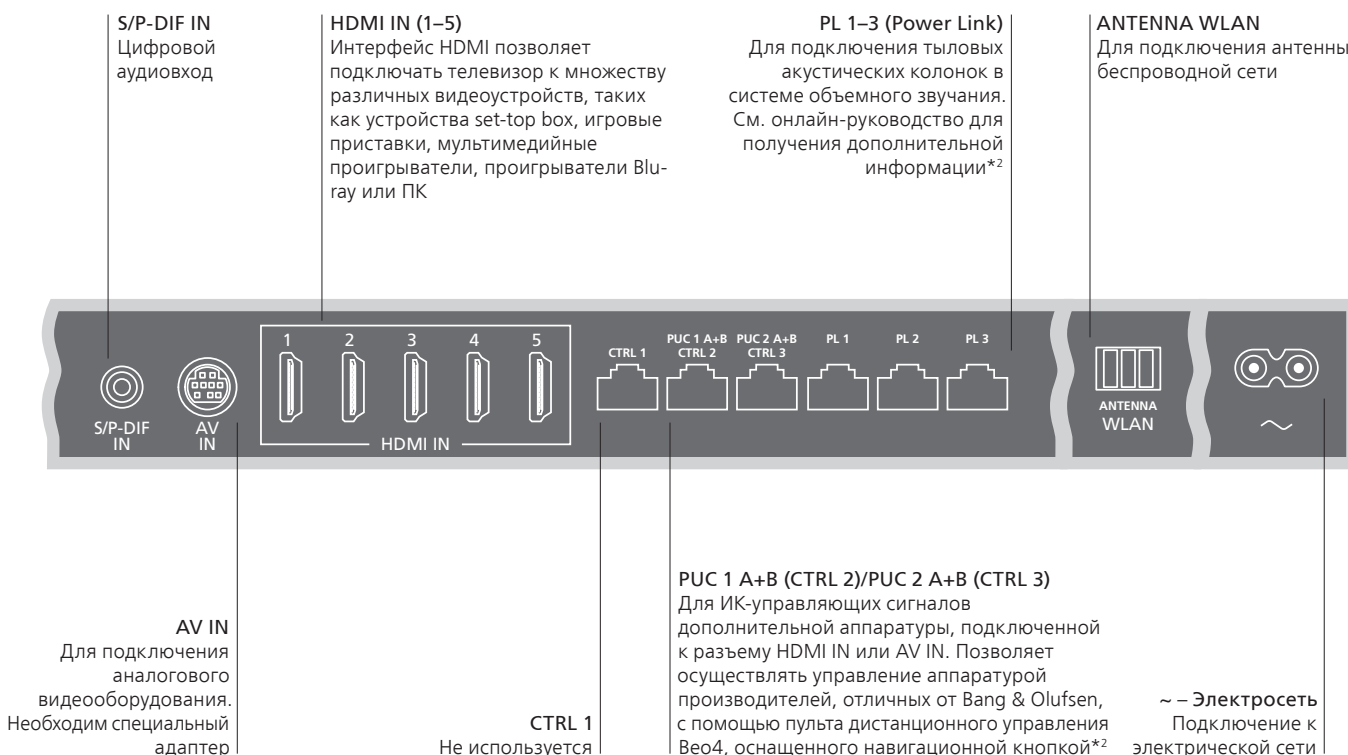 S/P-DIF IN
Цифровой
аудиовход
HDMI IN (1–5)
Интерфейс HDMI позволяет
подключать телевизор к множеству
различных видеоустройств, таких
как устройства set-top box, игровые
приставки, мультимедийные
проигрыватели, проигрыватели Blu-
ray или ПК
PL 1–3 (Power Link)
Для подключения тыловых
акустических колонок в
системе объемного звучания.
См. онлайн-руководство для
получения дополнительной
информации*2
ANTENNA WLAN
Для подключения антенны
беспроводной сети
S/P-DIF
IN
AV
IN
1 2 3 4 5
HDMI IN
CTRL 1
PUC 1 A+B
CTRL 2
PUC 2 A+B
CTRL 3
PL 1
PL 2
PL 3
ANTENNA
WLAN
~
AV IN
Для подключения
аналогового
видеооборудования.
Необходим специальный
адаптер
CTRL 1
Не используется
PUC 1 A+B (CTRL 2)/PUC 2 A+B (CTRL 3)
Для ИК-управляющих сигналов
дополнительной аппаратуры, подключенной
к разъему HDMI IN или AV IN. Позволяет
осуществлять управление аппаратурой
производителей, отличных от Bang & Olufsen,
с помощью пульта дистанционного управления
Beo4, оснащенного навигационной кнопкой*2
~ – Электросеть
Подключение к
электрической сети